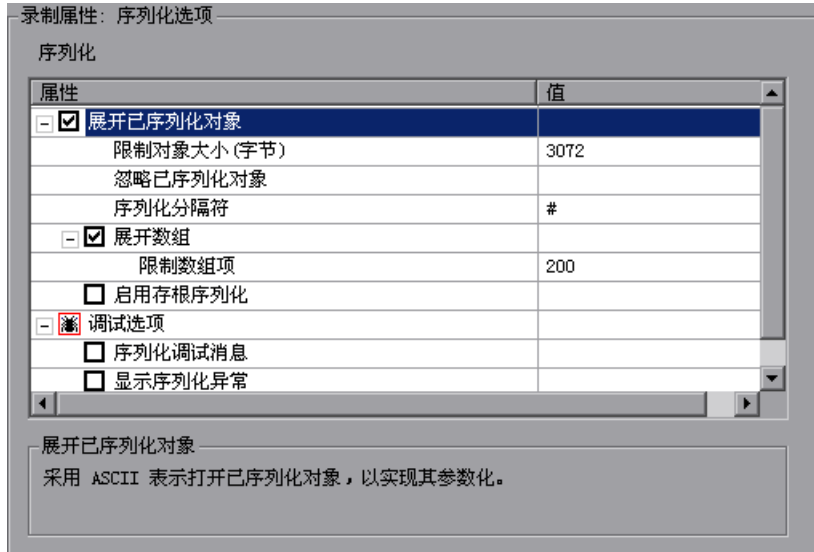 录制属性: 序列化选项
序列化
属性 值
展开已序列化对象
限制对象大小(字节) 3072
忽略已序列化对象
序列化分隔符 #
展开数组
限制数组项 200
启用存根序列化
调试选项
序列化调试消息
显示序列化异常
展开已序列化对象
采用 ASCII 表示打开已序列化对象，以实现其参数化。